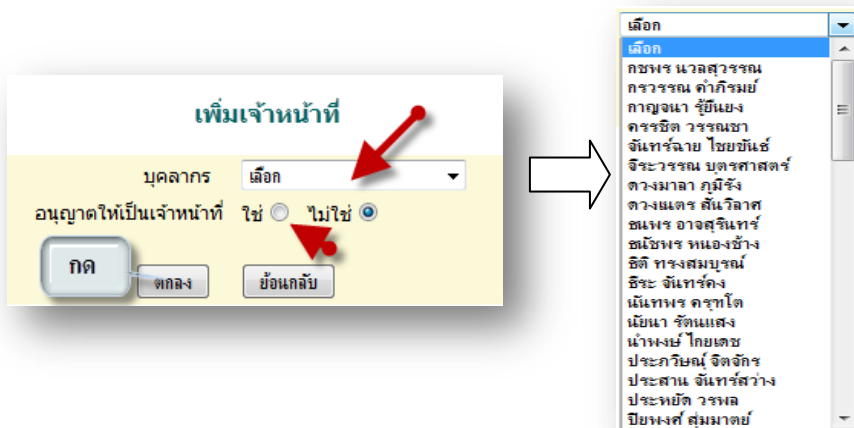 เพิ่มเจ้าหน้าที่
บุคลากร เลือก
อนุญาตให้เป็นเจ้าหน้าที่ ใช่ ไม่ใช่
กด
ตกลง ย้อนกลับ
เลือก
เลือก
กชพร นวลสุวรรณ
กรวรรณ คำภิรมย์
กาญจนา รู้ยืนยง
ครรชิต วรรณชา
จันทร์ฉาย ไชยขันธ์
จิระวรรณ บุตรศาสตร์
ดวงมาลา ภูมิรัง
ดวงเนตร สันวิลาศ
ธนพร อาจสุรินทร์
ธนัชพร หนองช้าง
ธิติ ทรงสมบูรณ์
ธีระ จันทร์คง
นันทพร ครุฑโต
นัยนา รัตนแสง
นำพงษ์ ไกยเดช
ประภวิษณุ์ จิตจักร
ประสาน จันทร์สว่าง
ประหยัด วรพล
ปิยพงศ์ สุ่มมาตย์